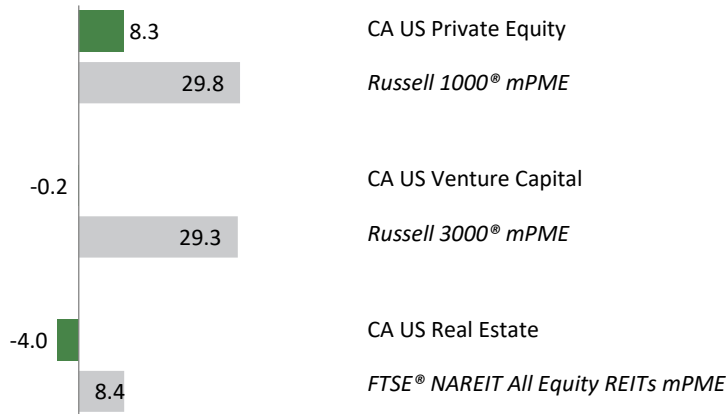 8.3 CA US Private Equity
29.8 Russell 1000® mPME
-0.2 CA US Venture Capital
29.3 Russell 3000® mPME
-4.0 CA US Real Estate
8.4 FTSE® NAREIT All Equity REITs mPME